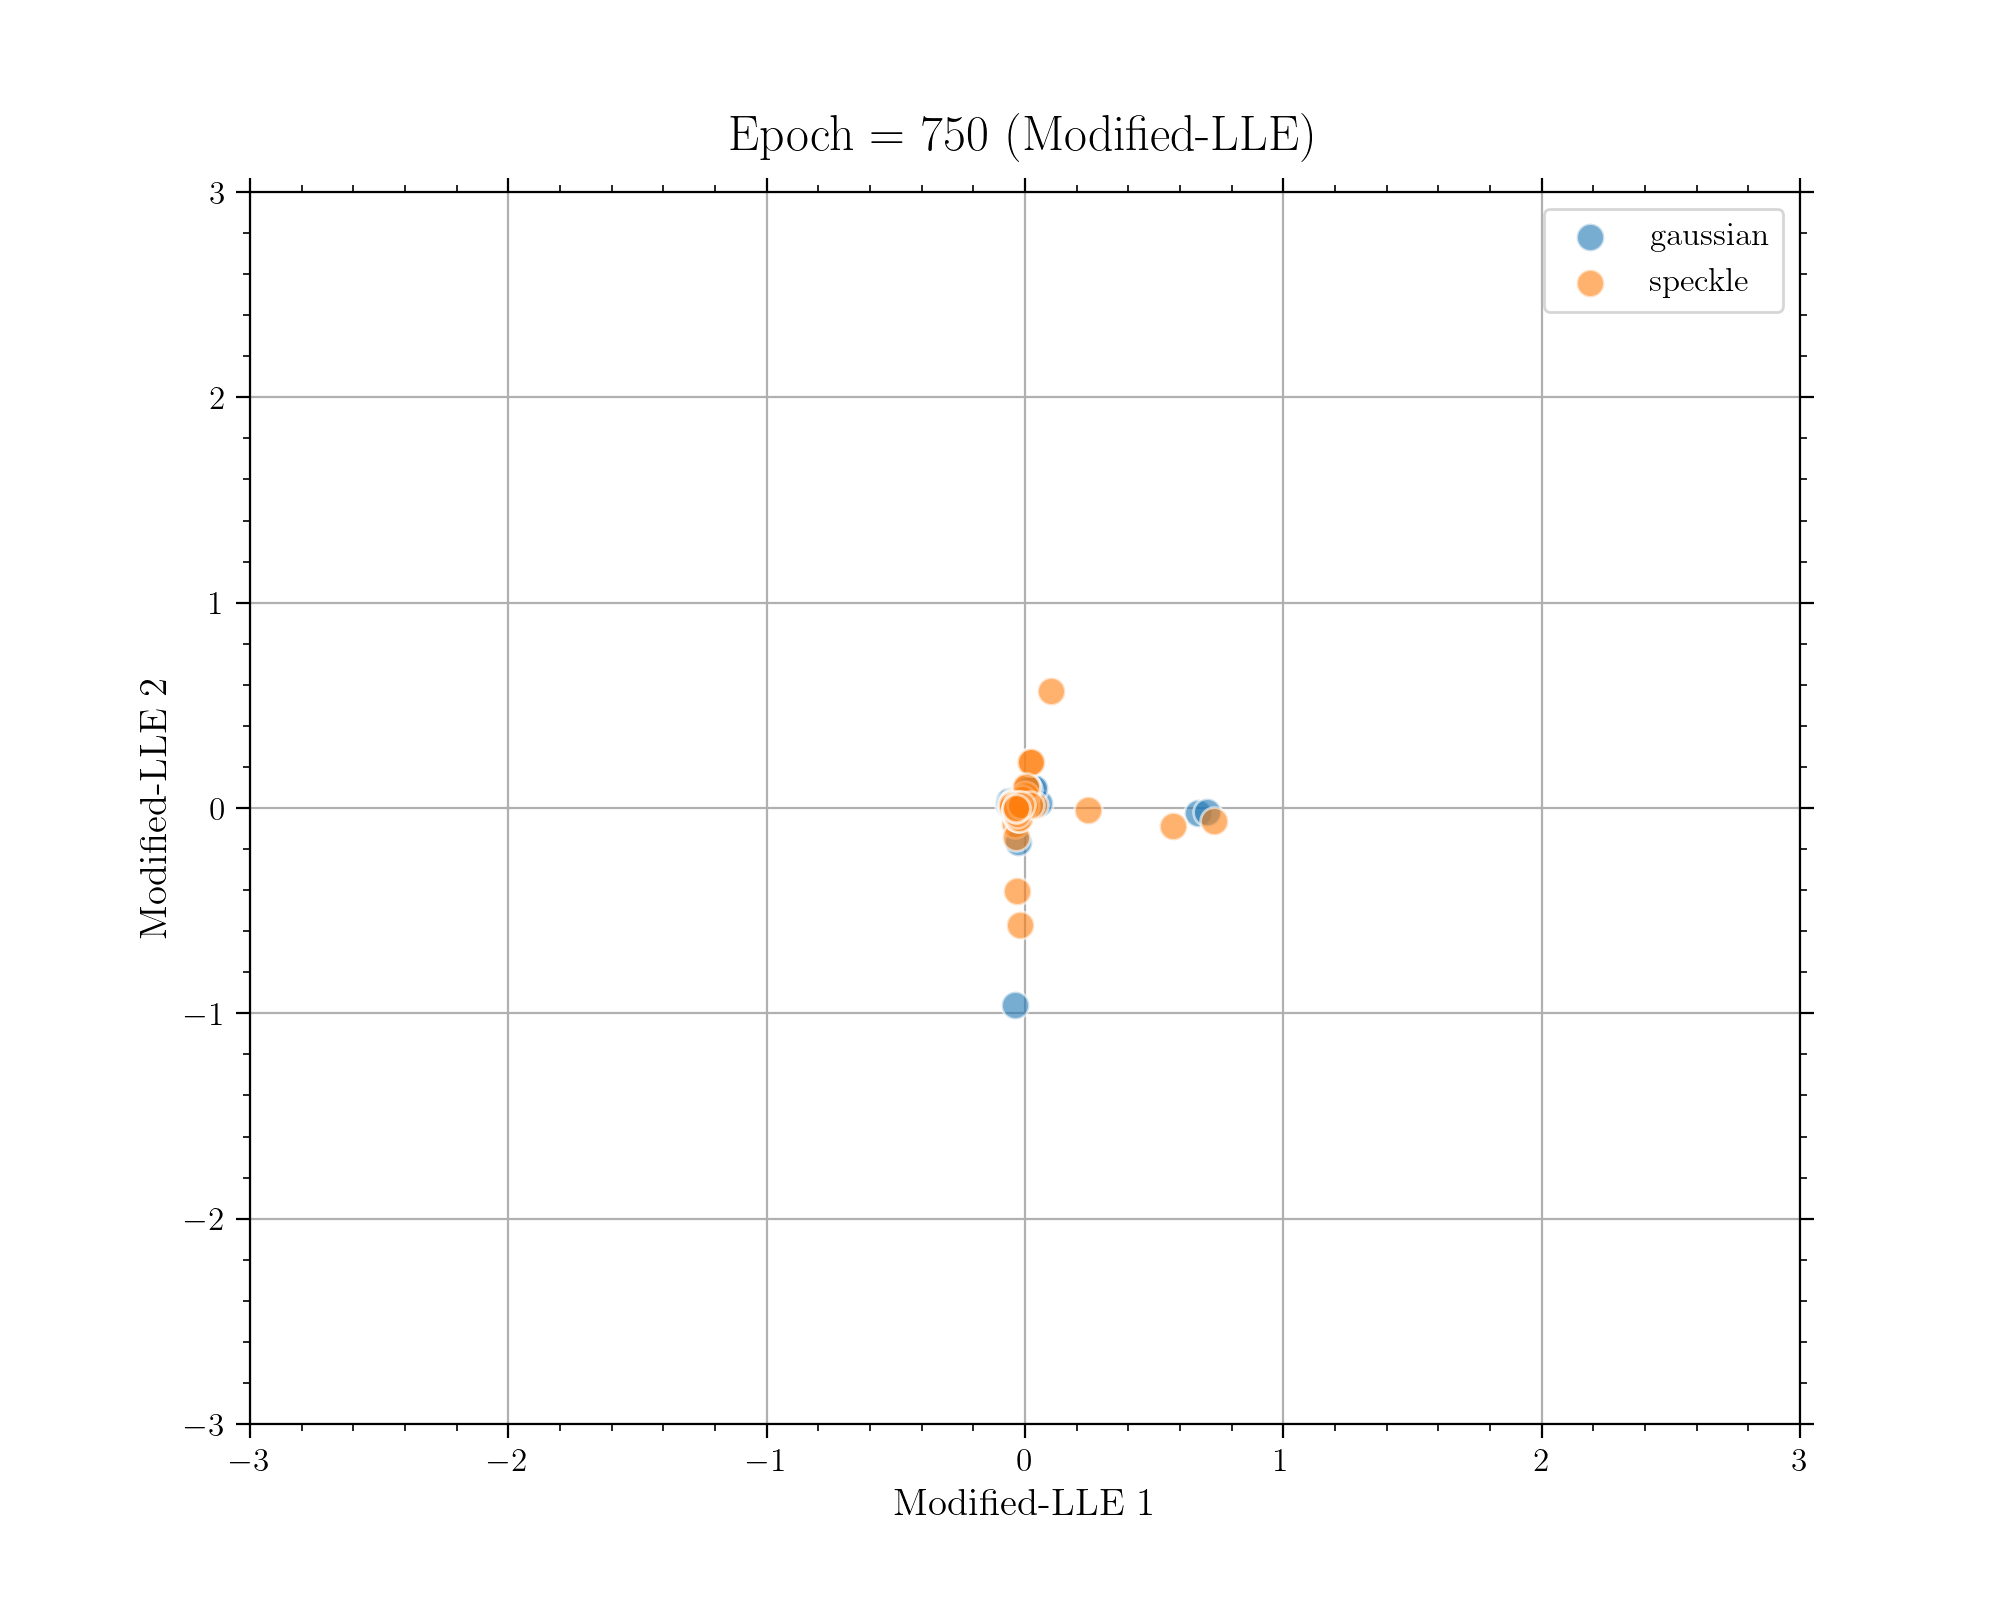 Epoch = 750 (Modified-LLE)
gaussian
speckle
3
2
1
0
−1
−2
−3
Modified-LLE 2
−3
−2
−1
0
1
2
3
Modified-LLE 1